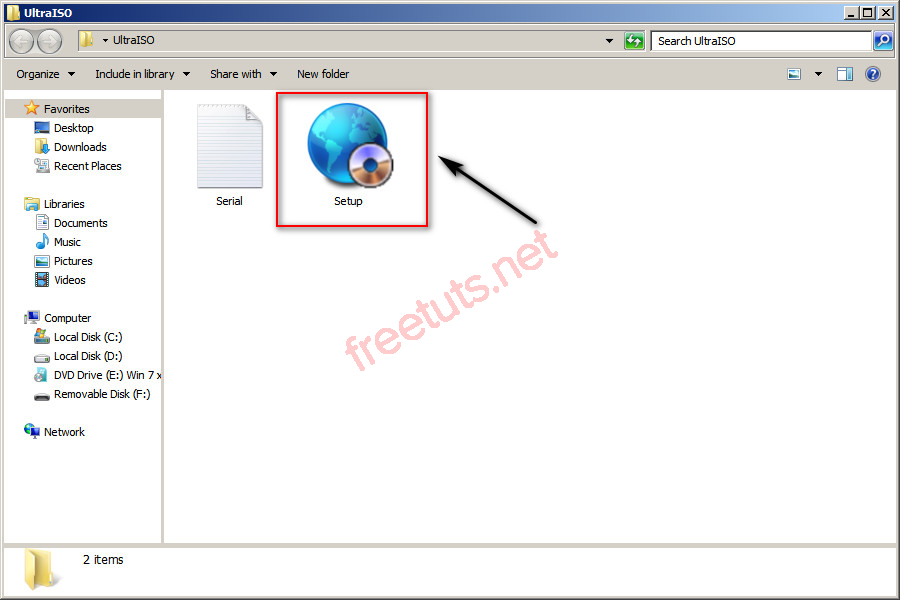 UltraISO
UltraISO
Search UltraISO
Organize Include in library Share with New folder
Favorites
Desktop
Downloads
Recent Places
Libraries
Documents
Music
Pictures
Videos
Computer
Local Disk (C:)
Local Disk (D:)
DVD Drive (E:) Win 7 x
Removable Disk (F:)
Network
Serial
Setup
freetuts.net
2 items